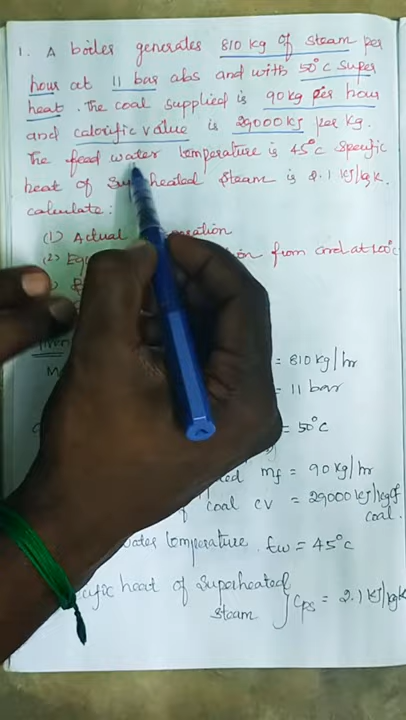 1. A boiler generates 810 kg of steam per
hour at 11 bar abs and with 50°C super
heat. The coal supplied is 90 kg per hour
and calorific value is 29000 kJ per kg.
The feed water temperature is 45°C specific
heat of superheated steam is 2.1 kJ/kgk.
calculate:
(1) Actual
(2) from and at 100°C
= 810 kg/hr
= 11 bar
= 50°C
mf = 90 kg/hr
of coal cv = 29000 kJ/kg of
coal.
water temperature. tw = 45°C
heat of superheated
steam } Cps = 2.1 kJ/kgk